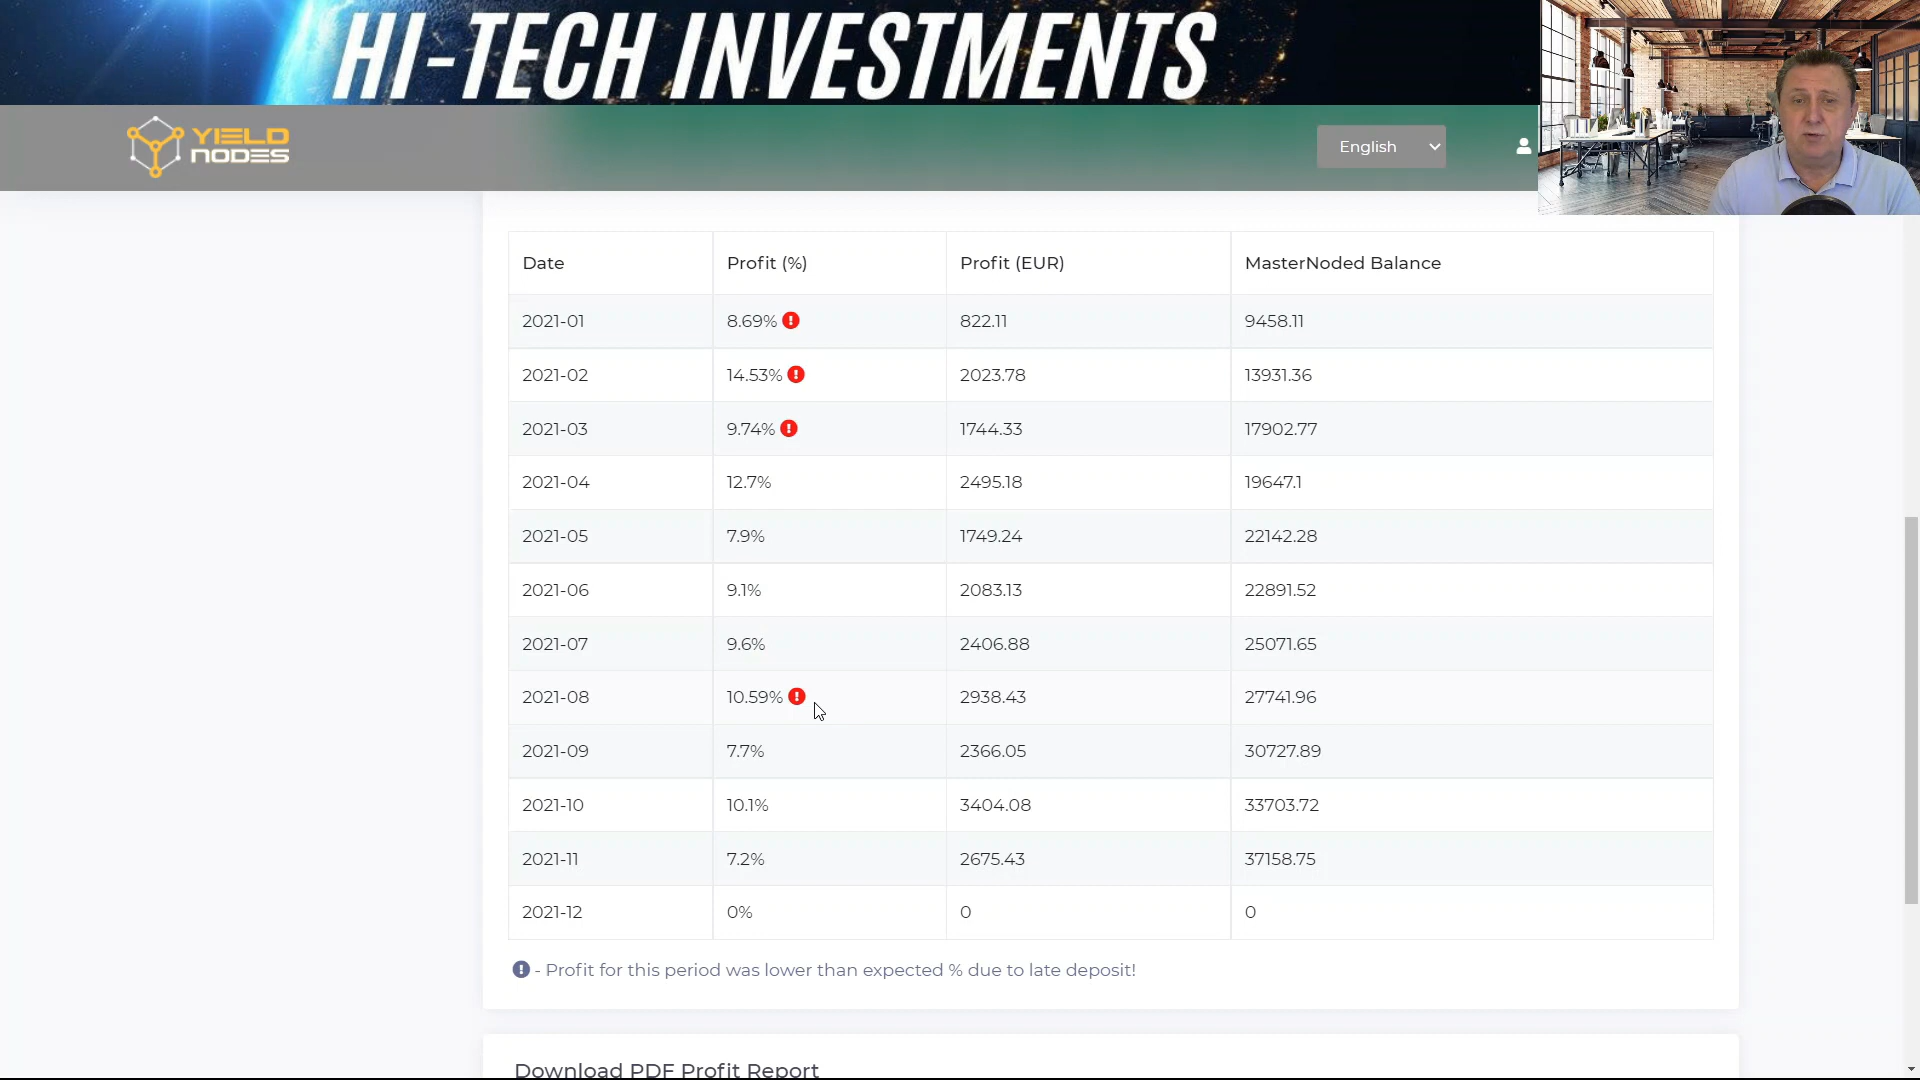 HI-TECH INVESTMENTS
YIELD
NODES
English
Date Profit (%) Profit (EUR) MasterNoded Balance
2021-01 8.69% 822.11 9458.11
2021-02 14.53% 2023.78 13931.36
2021-03 9.74% 1744.33 17902.77
2021-04 12.7% 2495.18 19647.1
2021-05 7.9% 1749.24 22142.28
2021-06 9.1% 2083.13 22891.52
2021-07 9.6% 2406.88 25071.65
2021-08 10.59% 2938.43 27741.96
2021-09 7.7% 2366.05 30727.89
2021-10 10.1% 3404.08 33703.72
2021-11 7.2% 2675.43 37158.75
2021-12 0% 0 0
- Profit for this period was lower than expected % due to late deposit!
Download PDF Profit Report